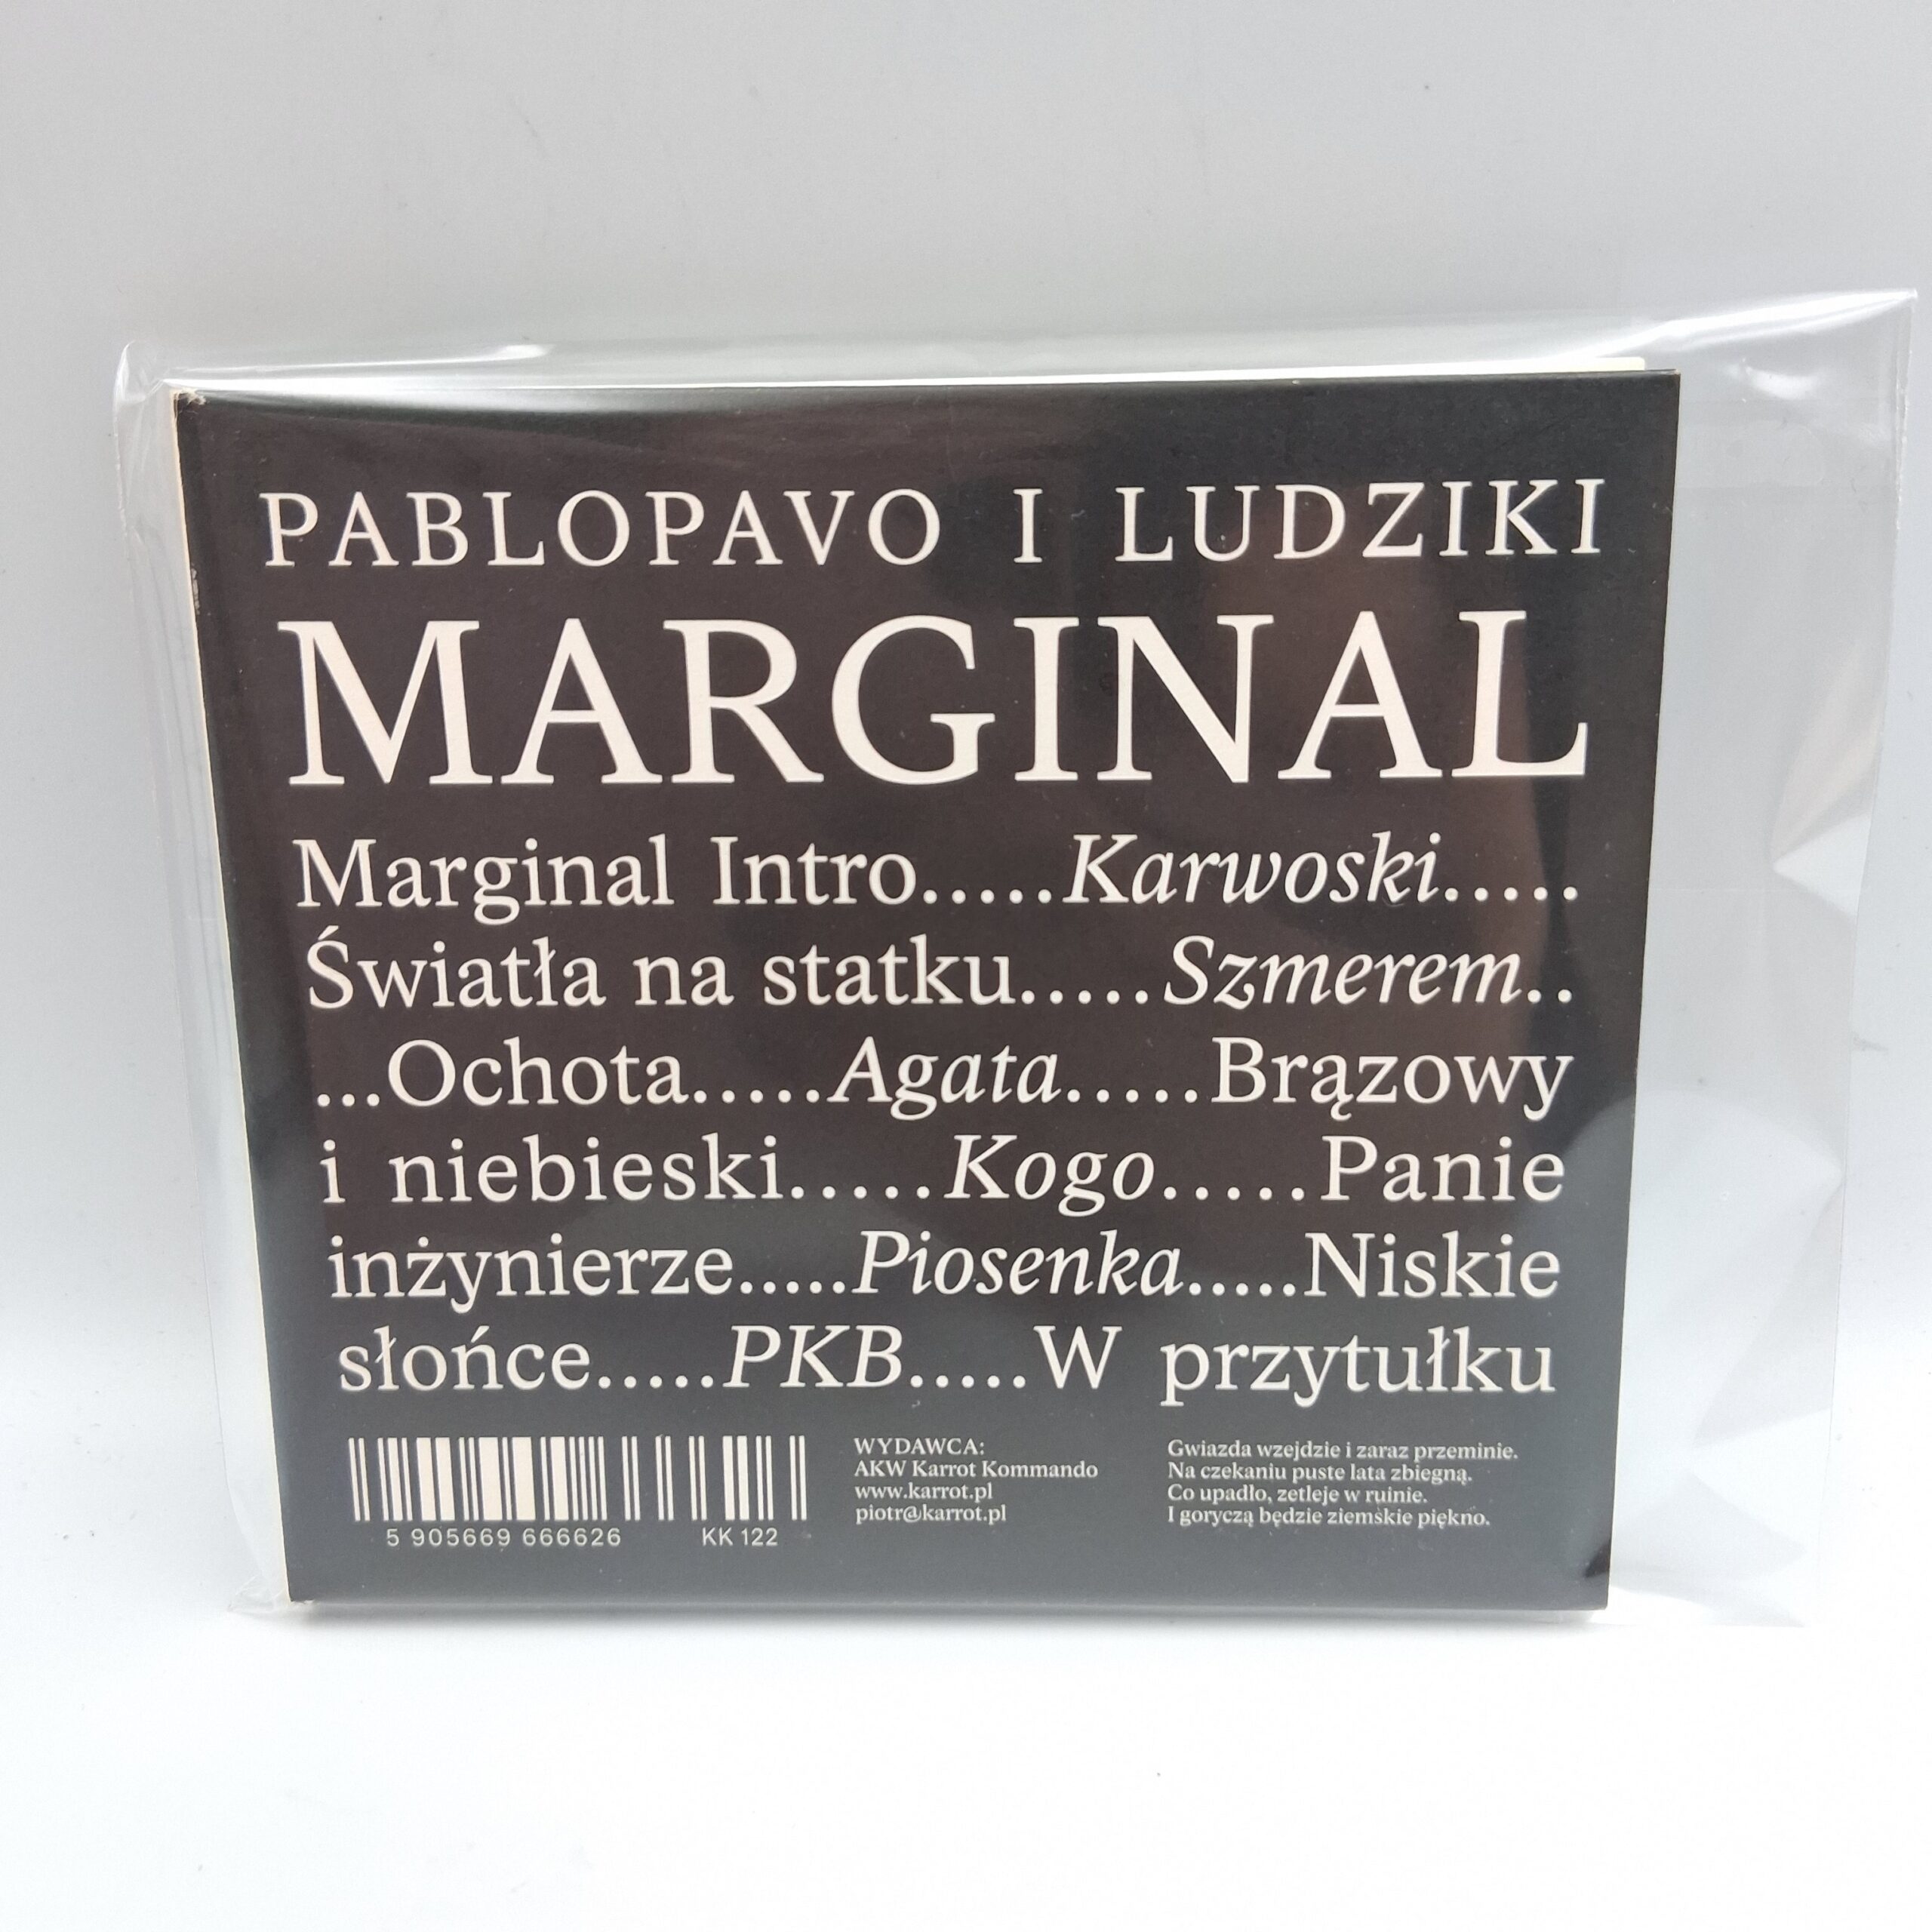 PABLOPAVO I LUDZIKI
MARGINAL
Marginal Intro.....Karwoski.....
Światła na statku.....Szmerem..
...Ochota.....Agata.....Brązowy
i niebieski.....Kogo.....Panie
inżynierze.....Piosenka.....Niskie
słońce.....PKB.....W przytułku
5 905669 666626 KK 122
WYDAWCA:
AKW Karrot Kommando
www.karrot.pl
piotr@karrot.pl
Gwiazda wzejdzie i zaraz przeminie.
Na czekaniu puste lata zbiegną.
Co upadło, zetleje w ruinie.
I goryczą będzie ziemskie piękno.